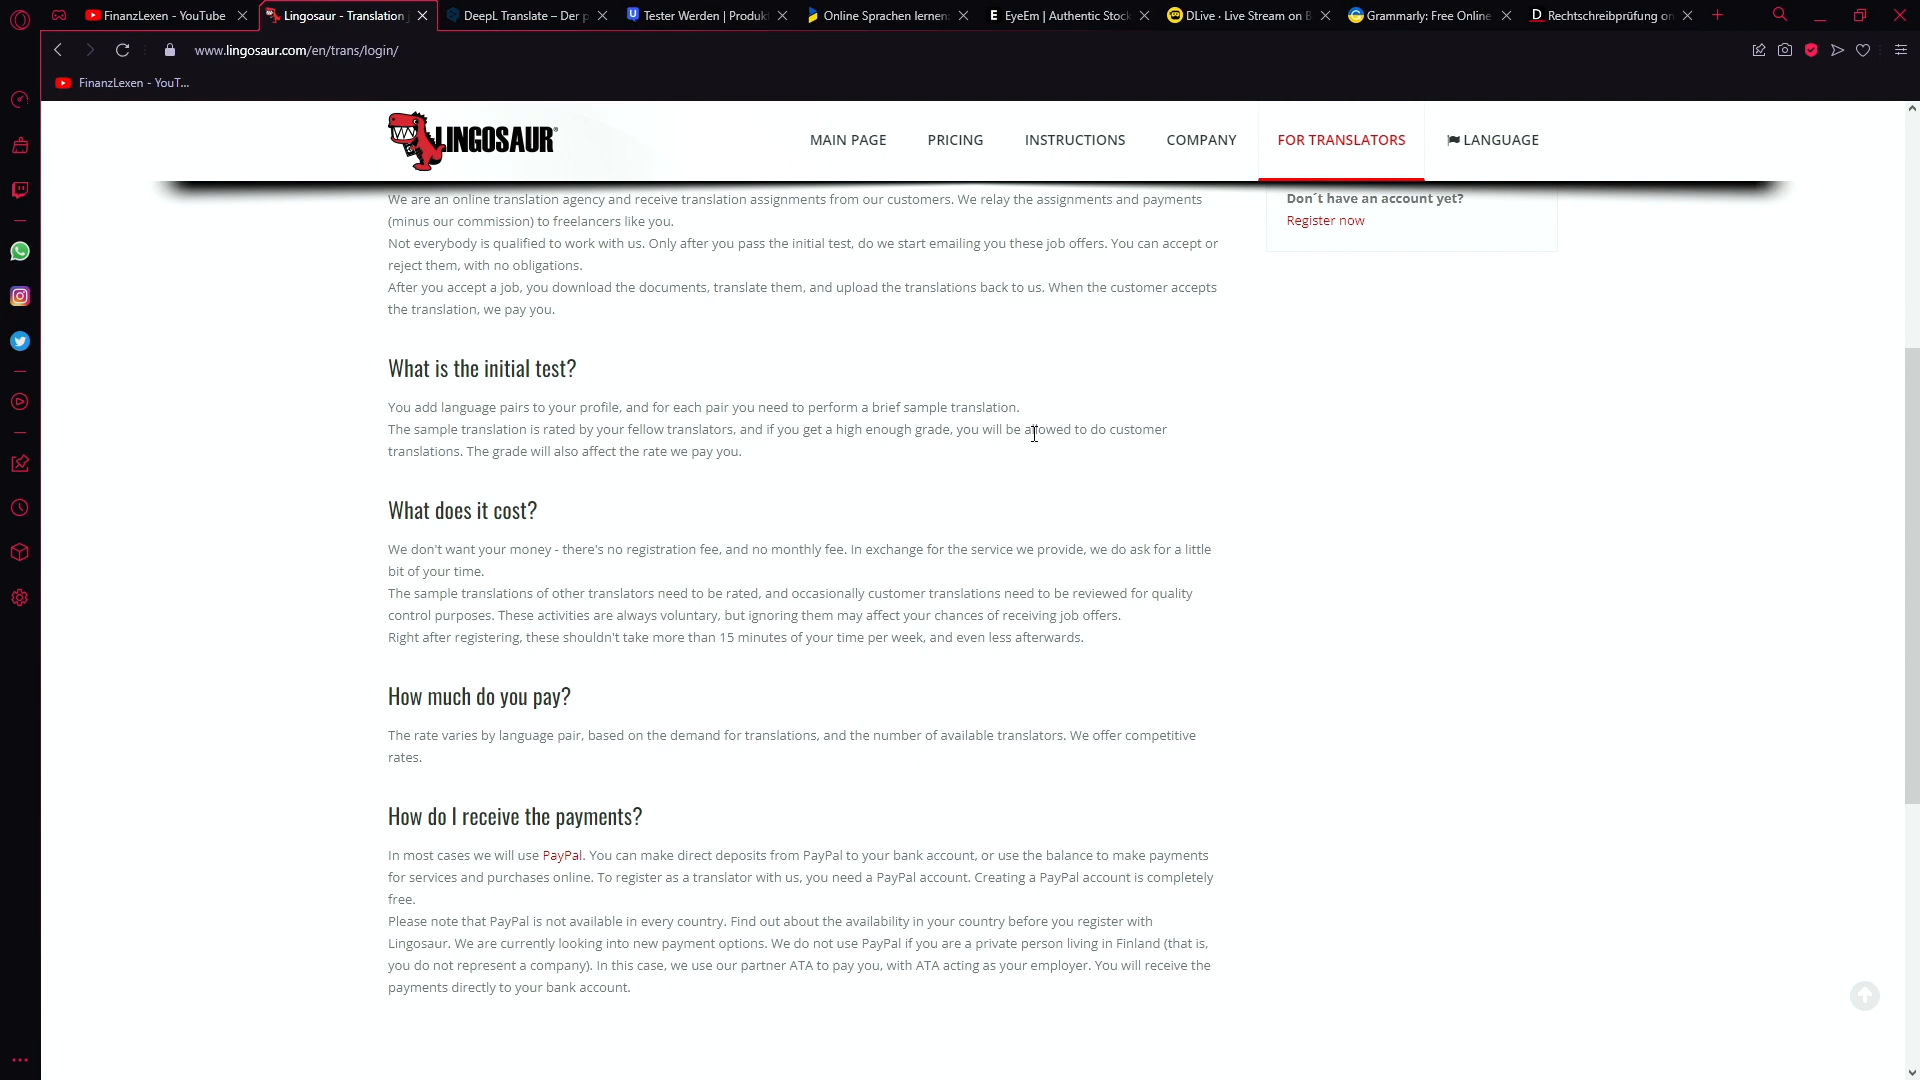 FinanzLexen - YouTube
Lingosaur - Translation
DeepL Translate – Der p
Tester Werden | Produk
Online Sprachen lernen
EyeEm | Authentic Stock
DLive · Live Stream on B
Grammarly: Free Online
Rechtschreibprüfung on
www.lingosaur.com/en/trans/login/
FinanzLexen - YouT...
LINGOSAUR
MAIN PAGE
PRICING
INSTRUCTIONS
COMPANY
FOR TRANSLATORS
LANGUAGE
We are an online translation agency and receive translation assignments from our customers. We relay the assignments and payments
(minus our commission) to freelancers like you.
Not everybody is qualified to work with us. Only after you pass the initial test, do we start emailing you these job offers. You can accept or
reject them, with no obligations.
After you accept a job, you download the documents, translate them, and upload the translations back to us. When the customer accepts
the translation, we pay you.
Don´t have an account yet?
Register now
What is the initial test?
You add language pairs to your profile, and for each pair you need to perform a brief sample translation.
The sample translation is rated by your fellow translators, and if you get a high enough grade, you will be allowed to do customer
translations. The grade will also affect the rate we pay you.
What does it cost?
We don't want your money - there's no registration fee, and no monthly fee. In exchange for the service we provide, we do ask for a little
bit of your time.
The sample translations of other translators need to be rated, and occasionally customer translations need to be reviewed for quality
control purposes. These activities are always voluntary, but ignoring them may affect your chances of receiving job offers.
Right after registering, these shouldn't take more than 15 minutes of your time per week, and even less afterwards.
How much do you pay?
The rate varies by language pair, based on the demand for translations, and the number of available translators. We offer competitive
rates.
How do I receive the payments?
In most cases we will use PayPal. You can make direct deposits from PayPal to your bank account, or use the balance to make payments
for services and purchases online. To register as a translator with us, you need a PayPal account. Creating a PayPal account is completely
free.
Please note that PayPal is not available in every country. Find out about the availability in your country before you register with
Lingosaur. We are currently looking into new payment options. We do not use PayPal if you are a private person living in Finland (that is,
you do not represent a company). In this case, we use our partner ATA to pay you, with ATA acting as your employer. You will receive the
payments directly to your bank account.